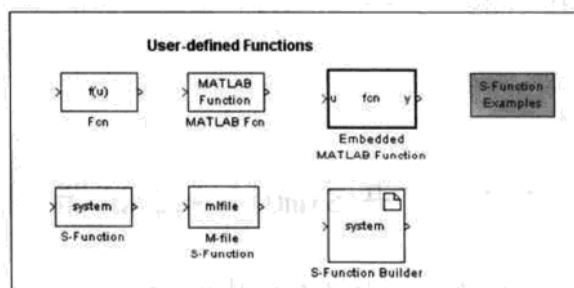 User-defined Functions
f(u)
Fcn
MATLAB
Function
MATLAB Fcn
u fcn y
Embedded
MATLAB Function
S-Function
Examples
system
S-Function
mlfile
M-file
S-Function
system
S-Function Builder